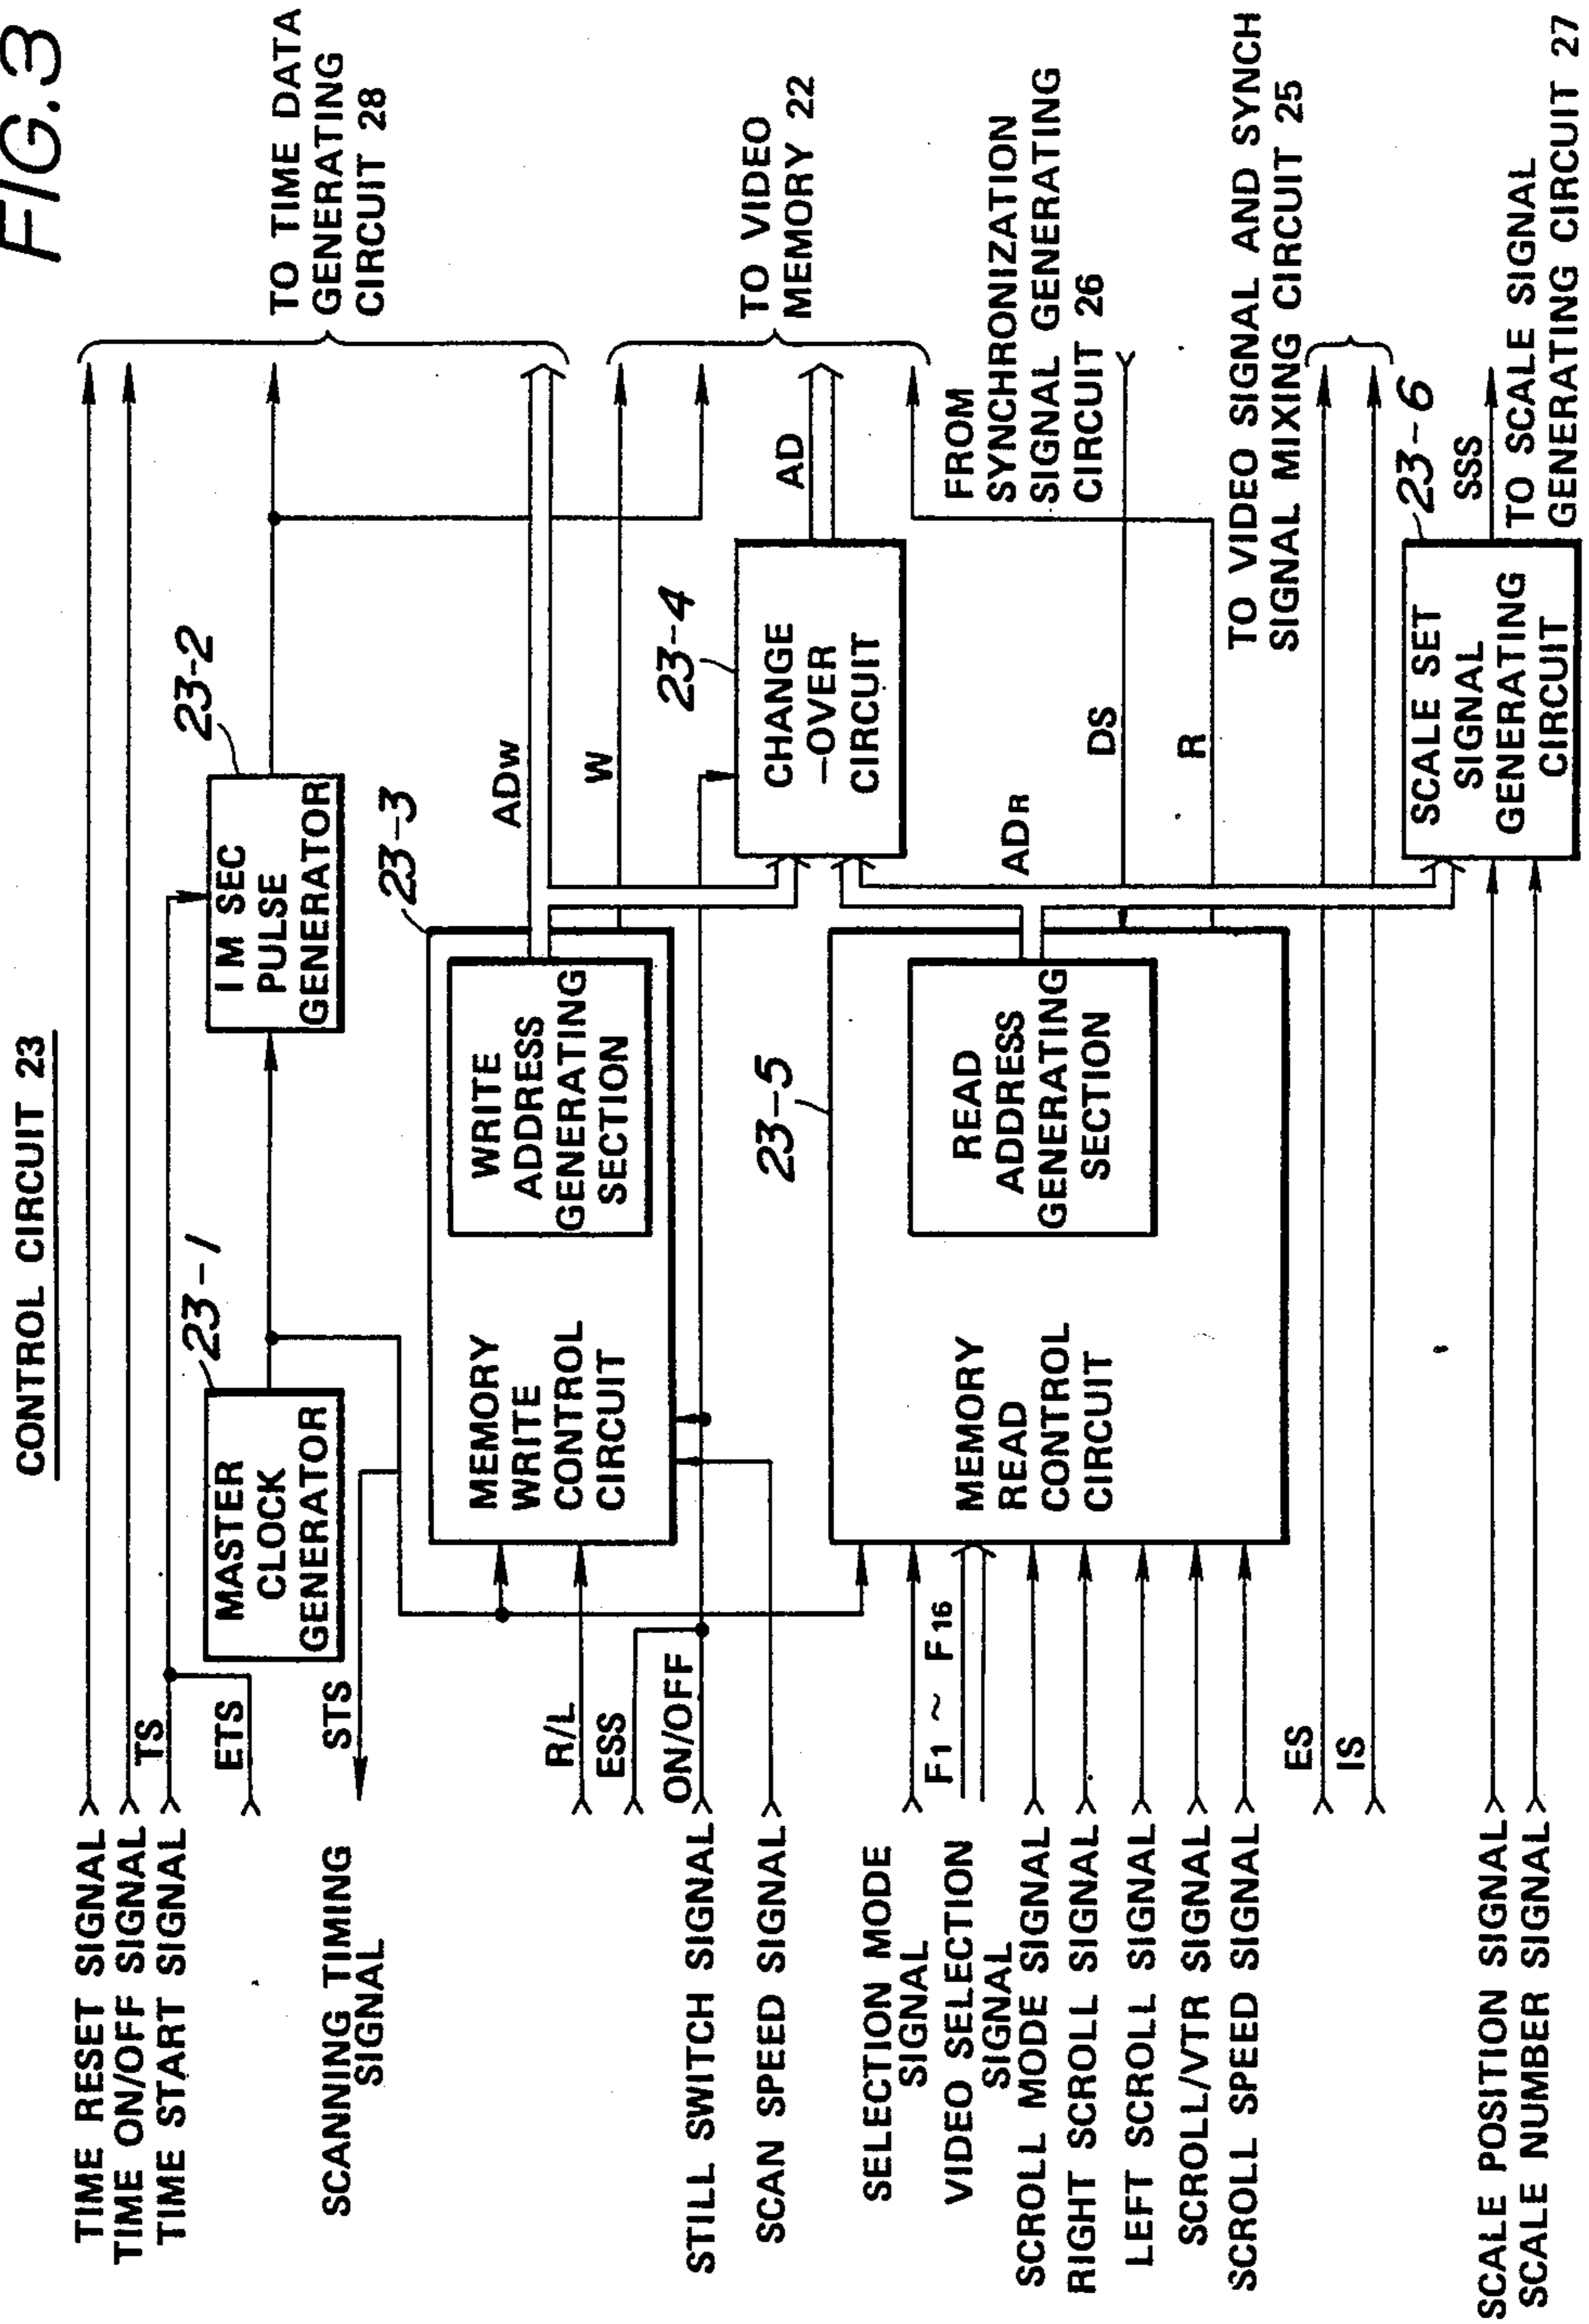 FIG. 3
CONTROL CIRCUIT 23
TIME RESET SIGNAL
TIME ON/OFF SIGNAL
TIME START SIGNAL
TS
ETS
SCANNING TIMING
SIGNAL
STS
MASTER
CLOCK
GENERATOR
23-1
1 M SEC
PULSE
GENERATOR
23-2
TO TIME DATA
GENERATING
CIRCUIT 28
R/L
ESS
ON/OFF
STILL SWITCH SIGNAL
SCAN SPEED SIGNAL
MEMORY
WRITE
CONTROL
CIRCUIT
WRITE
ADDRESS
GENERATING
SECTION
23-3
ADW
W
23-4
CHANGE
-OVER
CIRCUIT
AD
TO VIDEO
MEMORY 22
SELECTION MODE
SIGNAL
VIDEO SELECTION
SIGNAL
F1 ~ F16
SCROLL MODE SIGNAL
RIGHT SCROLL SIGNAL
LEFT SCROLL SIGNAL
SCROLL/VTR SIGNAL
SCROLL SPEED SIGNAL
MEMORY
READ
CONTROL
CIRCUIT
23-5
READ
ADDRESS
GENERATING
SECTION
ADR
DS
R
FROM
SYNCHRONIZATION
SIGNAL GENERATING
CIRCUIT 26
ES
IS
TO VIDEO SIGNAL AND SYNCH
SIGNAL MIXING CIRCUIT 25
SCALE POSITION SIGNAL
SCALE NUMBER SIGNAL
SCALE SET
SIGNAL
GENERATING
CIRCUIT
23-6
SSS
TO SCALE SIGNAL
GENERATING CIRCUIT 27